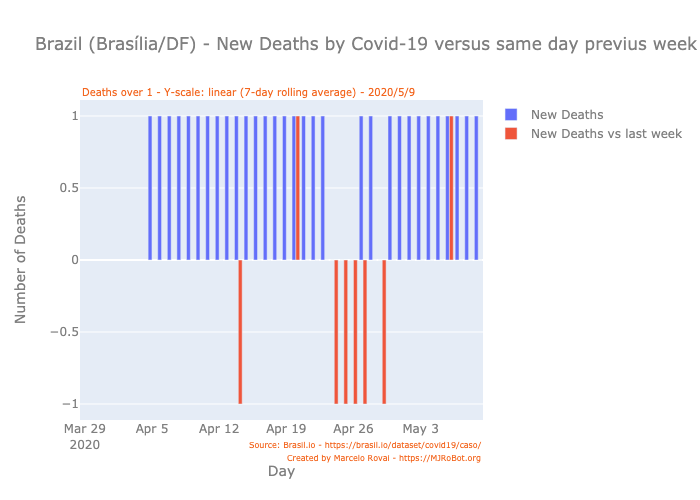 Brazil (Brasília/DF) - New Deaths by Covid-19 versus same day previus week
Deaths over 1 - Y-scale: linear (7-day rolling average) - 2020/5/9
New Deaths
New Deaths vs last week
Number of Deaths
1
0.5
0
−0.5
−1
Mar 29
2020
Apr 5
Apr 12
Apr 19
Apr 26
May 3
Source: Brasil.io - https://brasil.io/dataset/covid19/caso/
Created by Marcelo Rovai - https://MJRoBot.org
Day